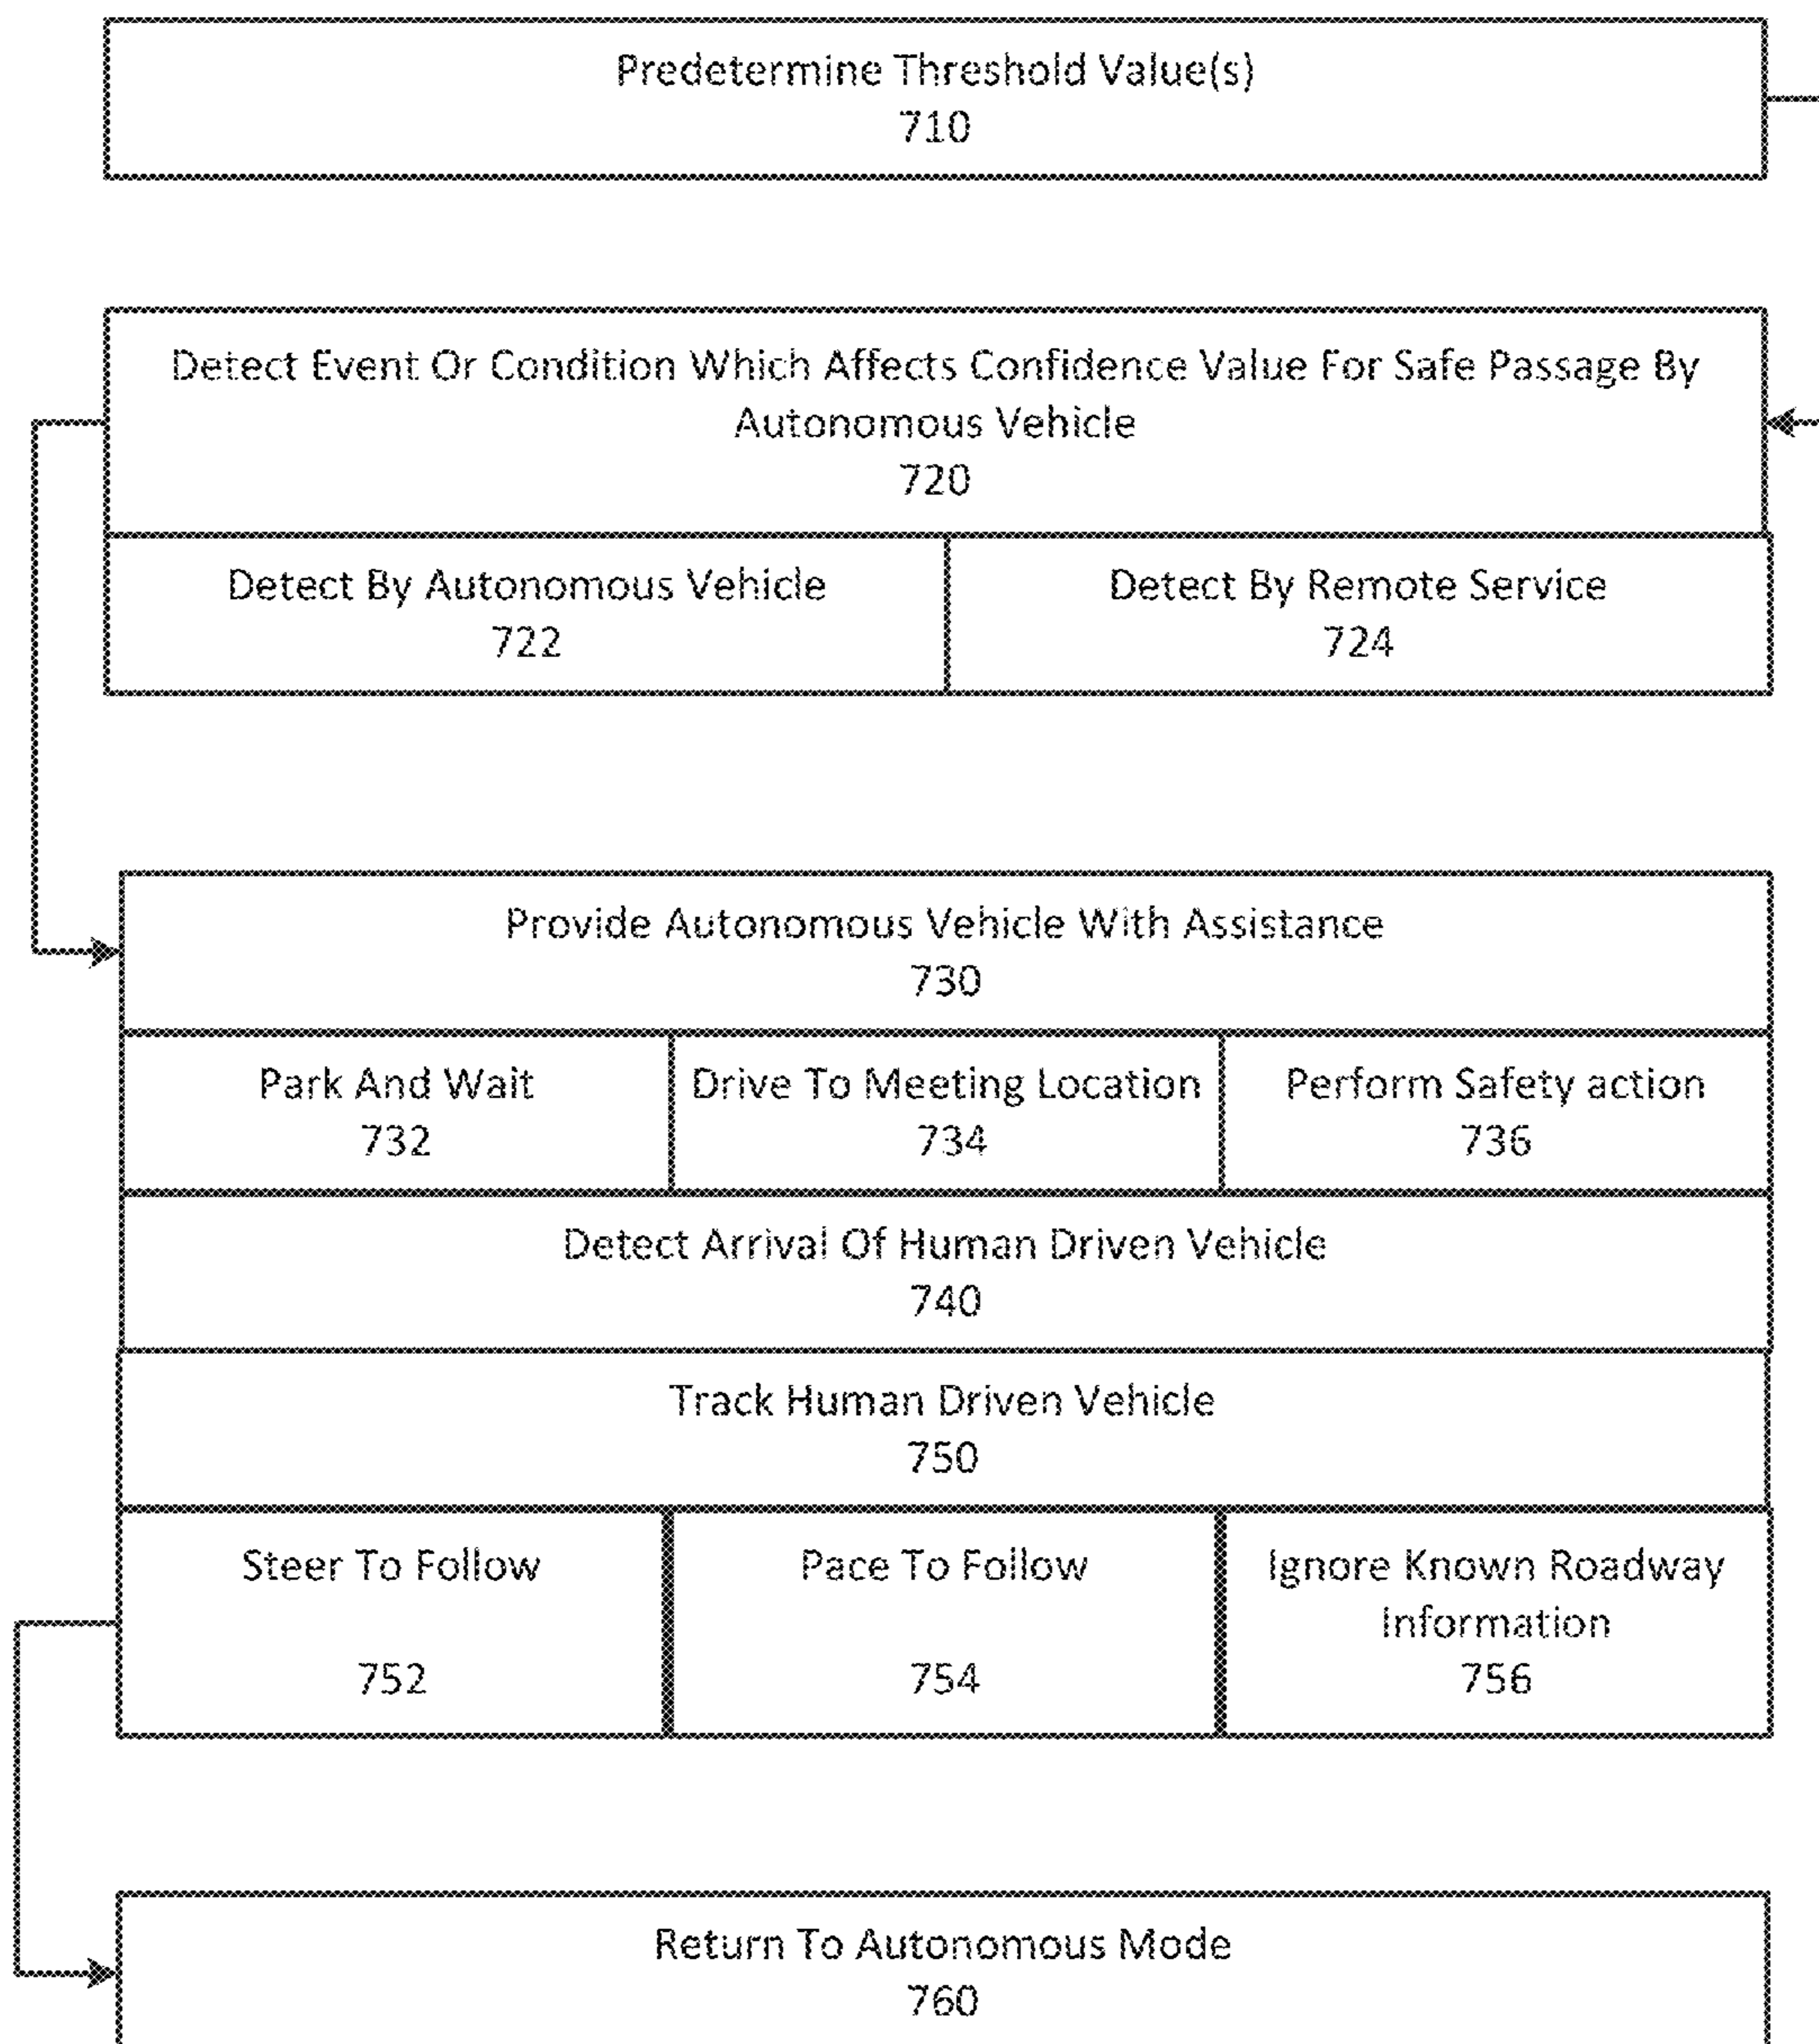 Predetermine Threshold Value(s)
710
Detect Event Or Condition Which Affects Confidence Value For Safe Passage By
Autonomous Vehicle
720
Detect By Autonomous Vehicle
722
Detect By Remote Service
724
Provide Autonomous Vehicle With Assistance
730
Park And Wait
732
Drive To Meeting Location
734
Perform Safety action
736
Detect Arrival Of Human Driven Vehicle
740
Track Human Driven Vehicle
750
Steer To Follow
752
Pace To Follow
754
Ignore Known Roadway
Information
756
Return To Autonomous Mode
760